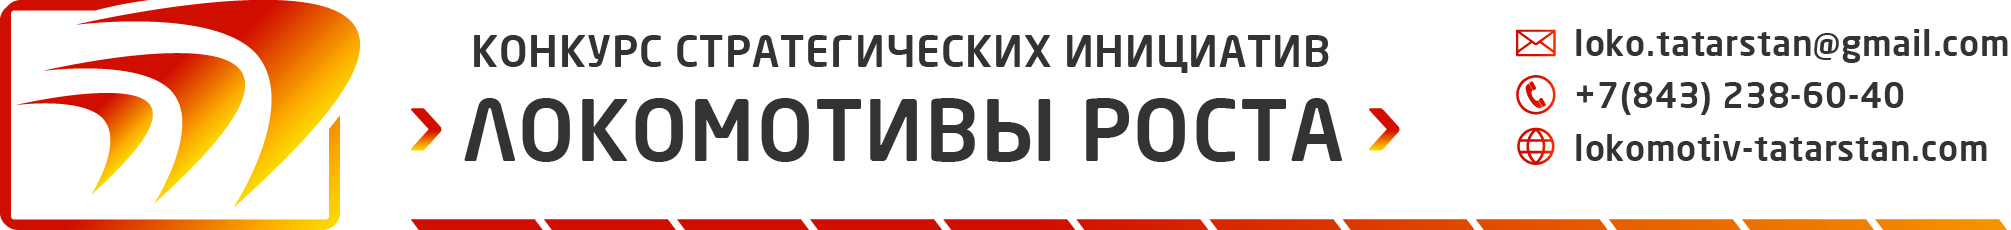 КОНКУРС СТРАТЕГИЧЕСКИХ ИНИЦИАТИВ
ЛОКОМОТИВЫ РОСТА
loko.tatarstan@gmail.com
+7(843) 238-60-40
lokomotiv-tatarstan.com